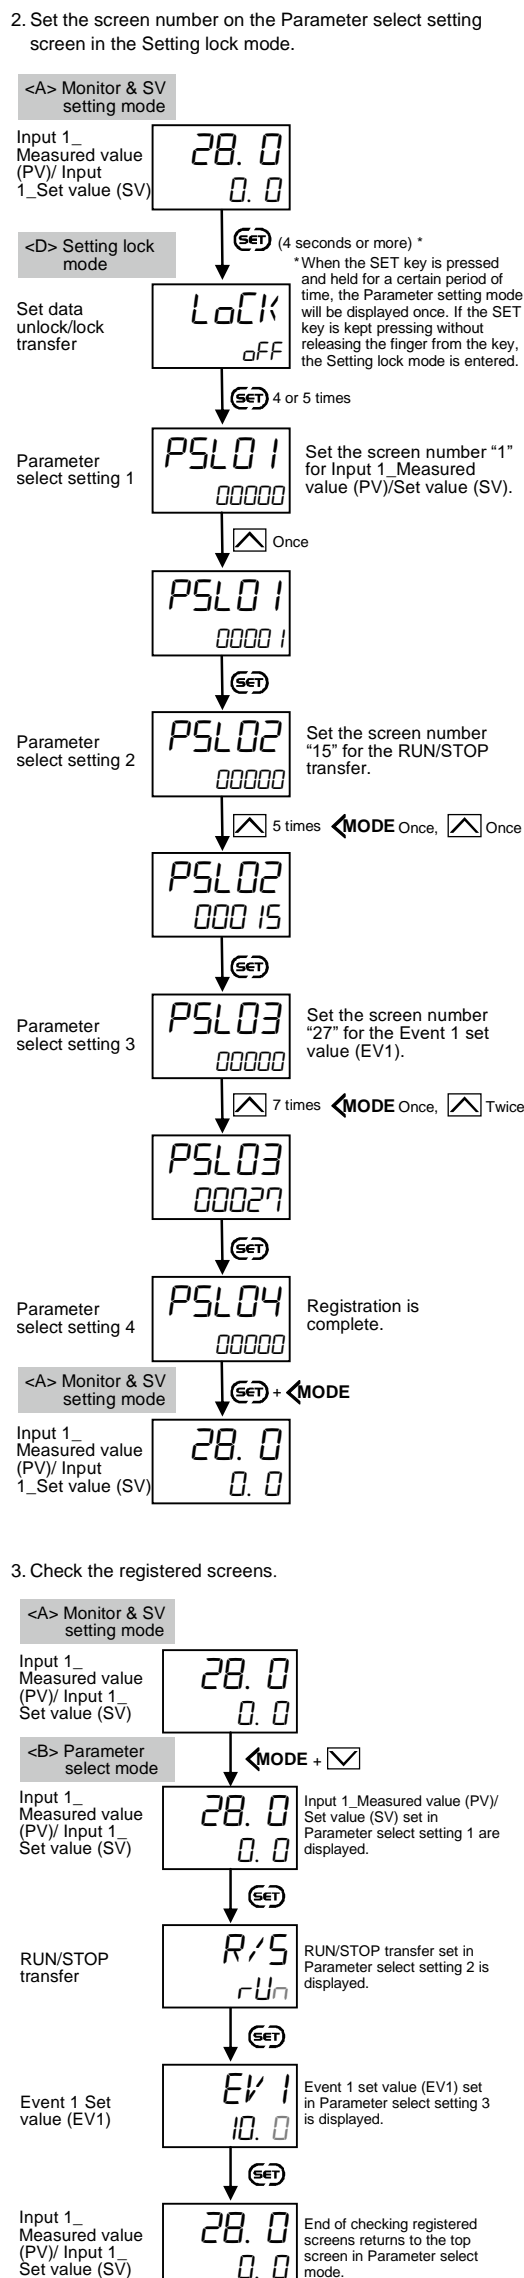 2. Set the screen number on the Parameter select setting
screen in the Setting lock mode.
<A> Monitor & SV
setting mode
Input 1_
Measured value
(PV)/ Input
1_Set value (SV)
28. 0
0. 0
SET (4 seconds or more) *
*When the SET key is pressed
and held for a certain period of
time, the Parameter setting mode
will be displayed once. If the SET
key is kept pressing without
releasing the finger from the key,
the Setting lock mode is entered.
<D> Setting lock
mode
Set data
unlock/lock
transfer
LoCK
oFF
SET 4 or 5 times
Parameter
select setting 1
PSL01
00000
Set the screen number “1”
for Input 1_Measured
value (PV)/Set value (SV).
Once
PSL01
00001
SET
Parameter
select setting 2
PSL02
00000
Set the screen number
“15” for the RUN/STOP
transfer.
5 times <MODE Once, Once
PSL02
00015
SET
Parameter
select setting 3
PSL03
00000
Set the screen number
“27” for the Event 1 set
value (EV1).
7 times <MODE Once, Twice
PSL03
00027
SET
Parameter
select setting 4
PSL04
00000
Registration is
complete.
<A> Monitor & SV
setting mode
SET + <MODE
Input 1_
Measured value
(PV)/ Input
1_Set value (SV)
28. 0
0. 0
3. Check the registered screens.
<A> Monitor & SV
setting mode
Input 1_
Measured value
(PV)/ Input 1_
Set value (SV)
28. 0
0. 0
<B> Parameter
select mode
<MODE +
Input 1_
Measured value
(PV)/ Input 1_
Set value (SV)
28. 0
0. 0
Input 1_Measured value (PV)/
Set value (SV) set in
Parameter select setting 1 are
displayed.
SET
RUN/STOP
transfer
R/S
rUn
RUN/STOP transfer set in
Parameter select setting 2 is
displayed.
SET
Event 1 Set
value (EV1)
EV 1
10. 0
Event 1 set value (EV1) set
in Parameter select setting 3
is displayed.
SET
Input 1_
Measured value
(PV)/ Input 1_
Set value (SV)
28. 0
0. 0
End of checking registered
screens returns to the top
screen in Parameter select
mode.